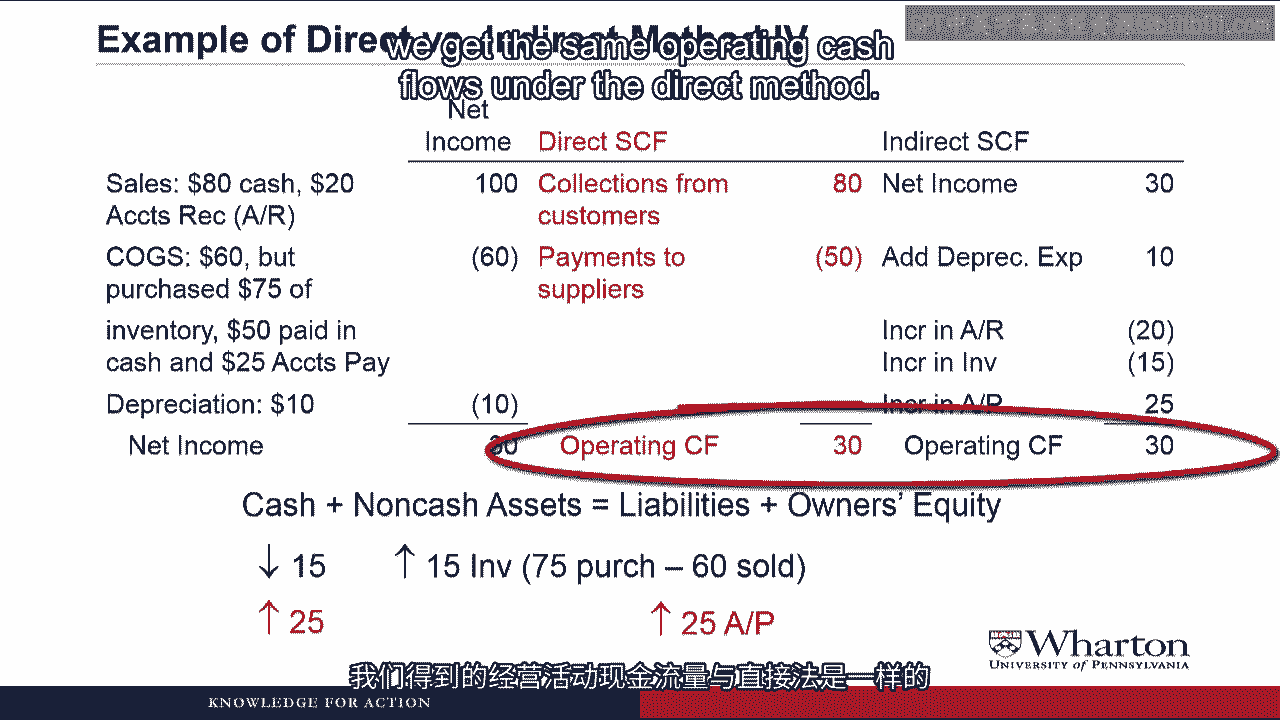 Example of Direct vs. Indirect Method IV
we get the same operating cash
flows under the direct method.
Net
Income Direct SCF Indirect SCF
Sales: $80 cash, $20 100 Collections from 80 Net Income 30
Accts Rec (A/R) customers
COGS: $60, but (60) Payments to (50) Add Deprec. Exp 10
purchased $75 of suppliers
inventory, $50 paid in Incr in A/R (20)
cash and $25 Accts Pay Incr in Inv (15)
Depreciation: $10 (10) Incr in A/P 25
Net Income 30 Operating CF 30 Operating CF 30
Cash + Noncash Assets = Liabilities + Owners' Equity
↓ 15 ↑ 15 Inv (75 purch – 60 sold)
↑ 25 ↑ 25 A/P
Wharton
UNIVERSITY of PENNSYLVANIA
我们得到的经营活动现金流量与直接法是一样的
KNOWLEDGE FOR ACTION